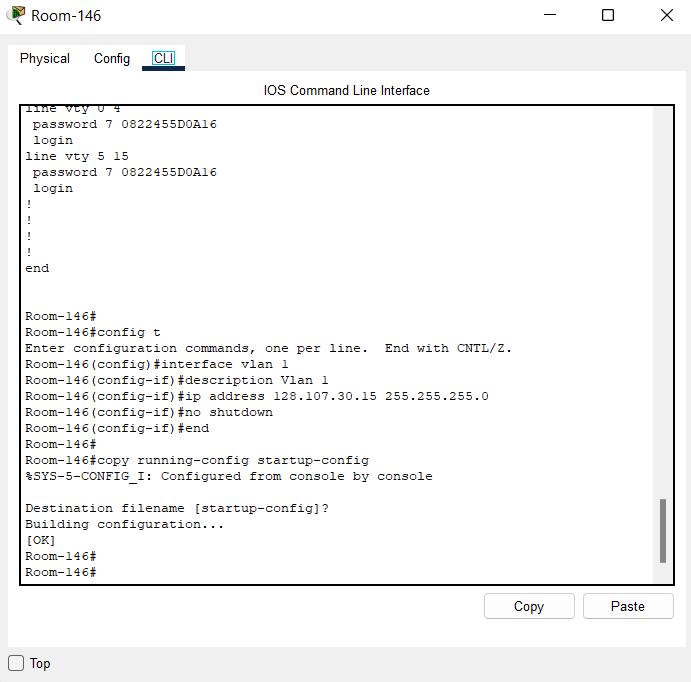 Room-146
Physical Config CLI
IOS Command Line Interface
line vty 0 4
 password 7 0822455D0A16
 login
line vty 5 15
 password 7 0822455D0A16
 login
!
!
!
!
end
Room-146#
Room-146#config t
Enter configuration commands, one per line.  End with CNTL/Z.
Room-146(config)#interface vlan 1
Room-146(config-if)#description Vlan 1
Room-146(config-if)#ip address 128.107.30.15 255.255.255.0
Room-146(config-if)#no shutdown
Room-146(config-if)#end
Room-146#
Room-146#copy running-config startup-config
%SYS-5-CONFIG_I: Configured from console by console
Destination filename [startup-config]?
Building configuration...
[OK]
Room-146#
Room-146#
Copy Paste
Top